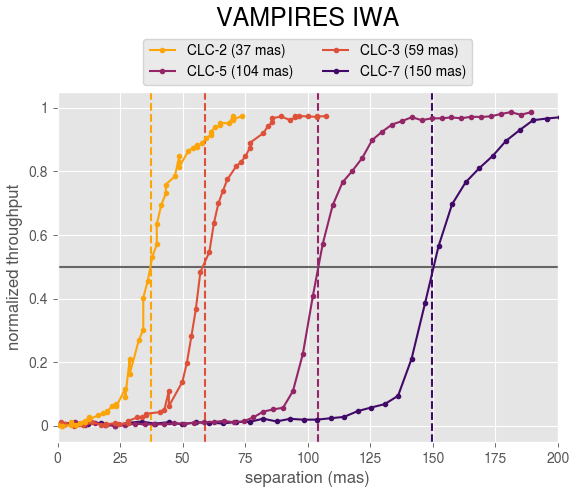 VAMPIRES IWA
CLC-2 (37 mas) CLC-3 (59 mas)
CLC-5 (104 mas) CLC-7 (150 mas)
normalized throughput
1
0.8
0.6
0.4
0.2
0
0 25 50 75 100 125 150 175 200
separation (mas)